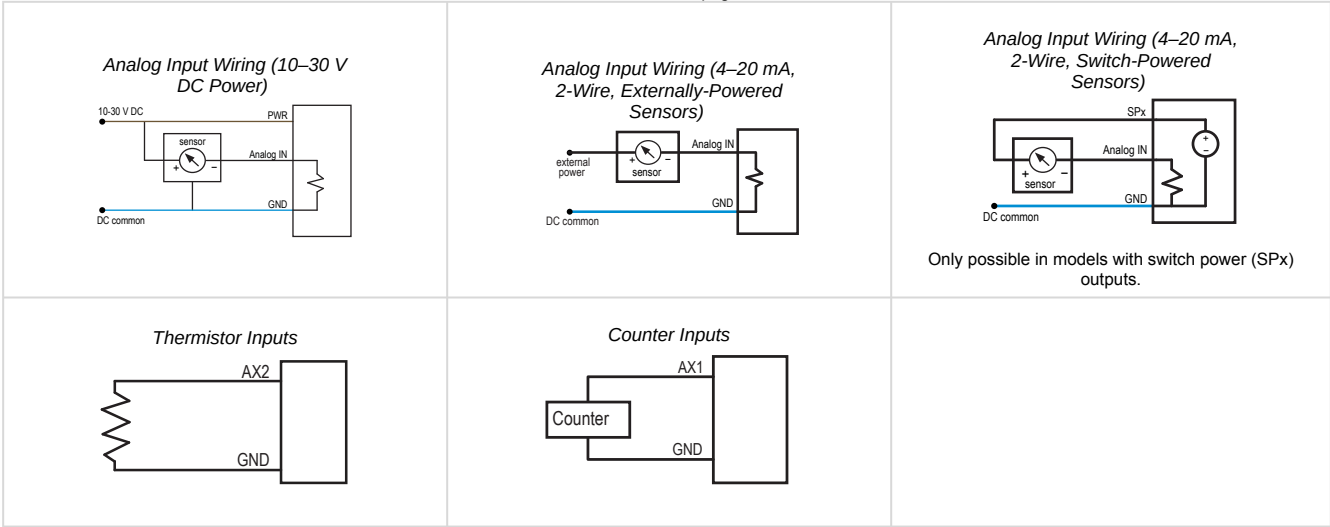 Analog Input Wiring (10–30 V
DC Power)
10-30 V DC
PWR
sensor
Analog IN
+ –
GND
DC common
Analog Input Wiring (4–20 mA,
2-Wire, Externally-Powered
Sensors)
Analog IN
+ –
external
power
sensor
GND
DC common
Analog Input Wiring (4–20 mA,
2-Wire, Switch-Powered
Sensors)
SPx
+
–
Analog IN
+ –
sensor
GND
DC common
Only possible in models with switch power (SPx)
outputs.
Thermistor Inputs
AX2
GND
Counter Inputs
AX1
Counter
GND